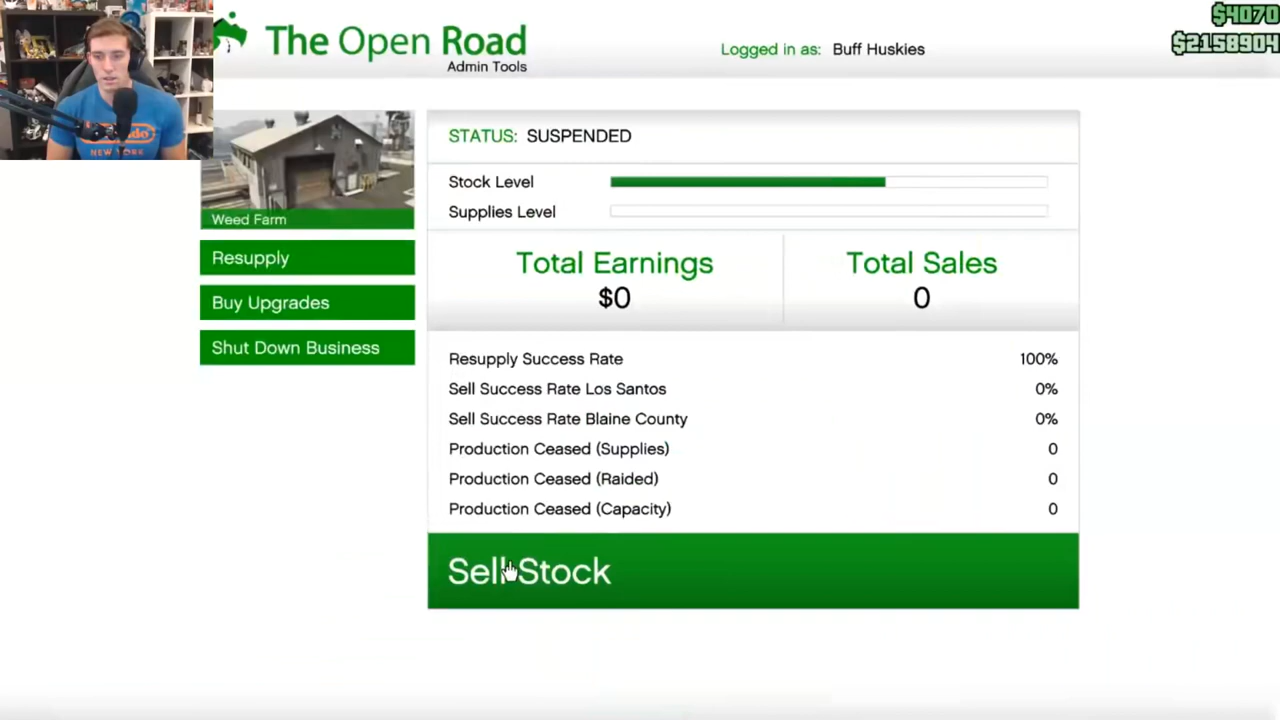 $4070
$2158904
The Open Road
Admin Tools
Logged in as: Buff Huskies
Weed Farm
Resupply
Buy Upgrades
Shut Down Business
STATUS: SUSPENDED
Stock Level
Supplies Level
Total Earnings
$0
Total Sales
0
Resupply Success Rate 100%
Sell Success Rate Los Santos 0%
Sell Success Rate Blaine County 0%
Production Ceased (Supplies) 0
Production Ceased (Raided) 0
Production Ceased (Capacity) 0
Sell Stock
NEW YORK